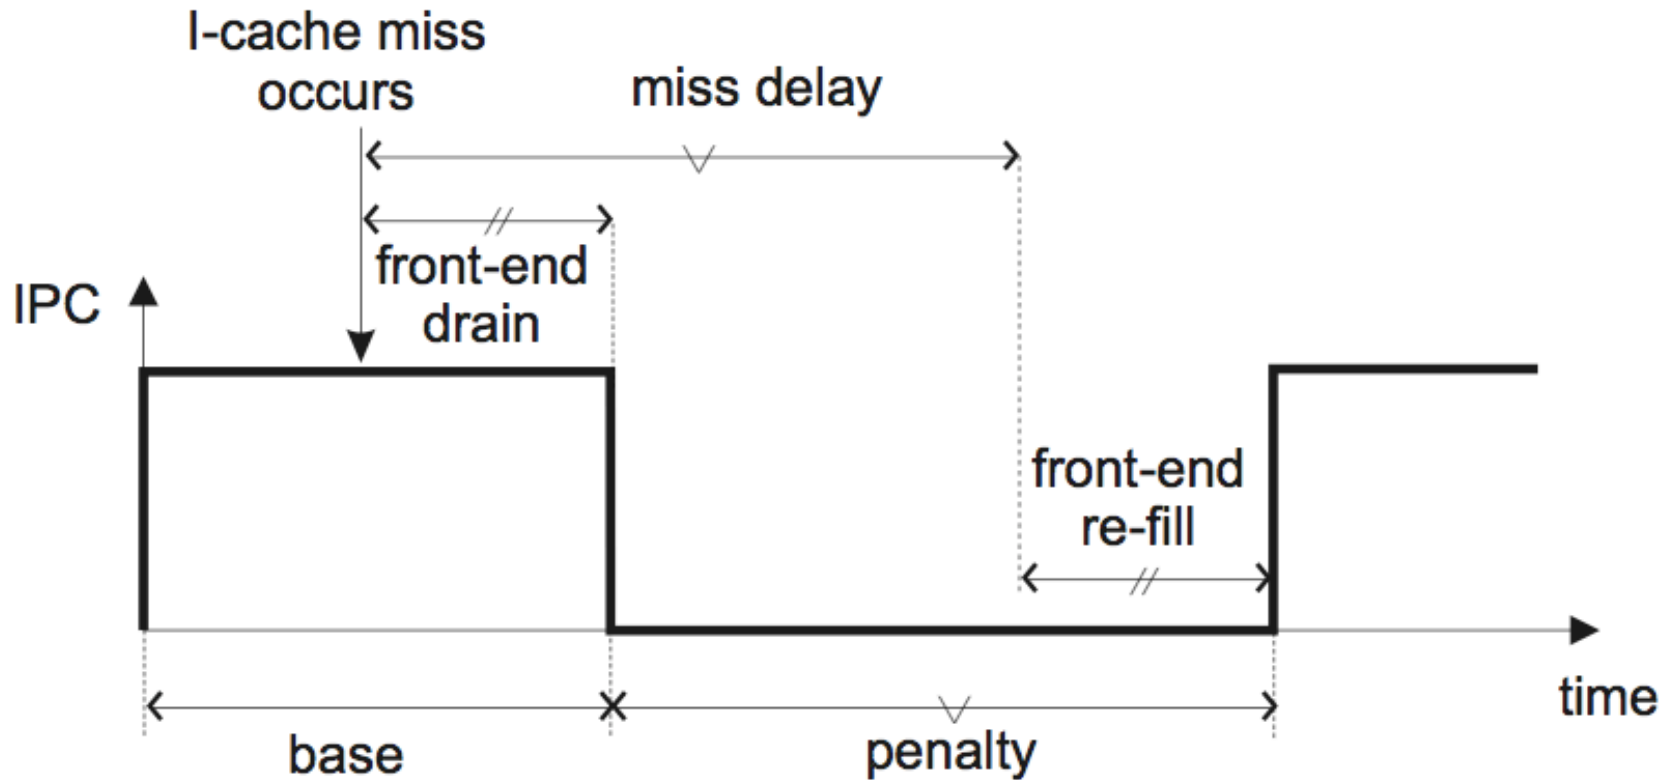 I-cache miss
occurs
miss delay
front-end
drain
IPC
front-end
re-fill
time
base
penalty